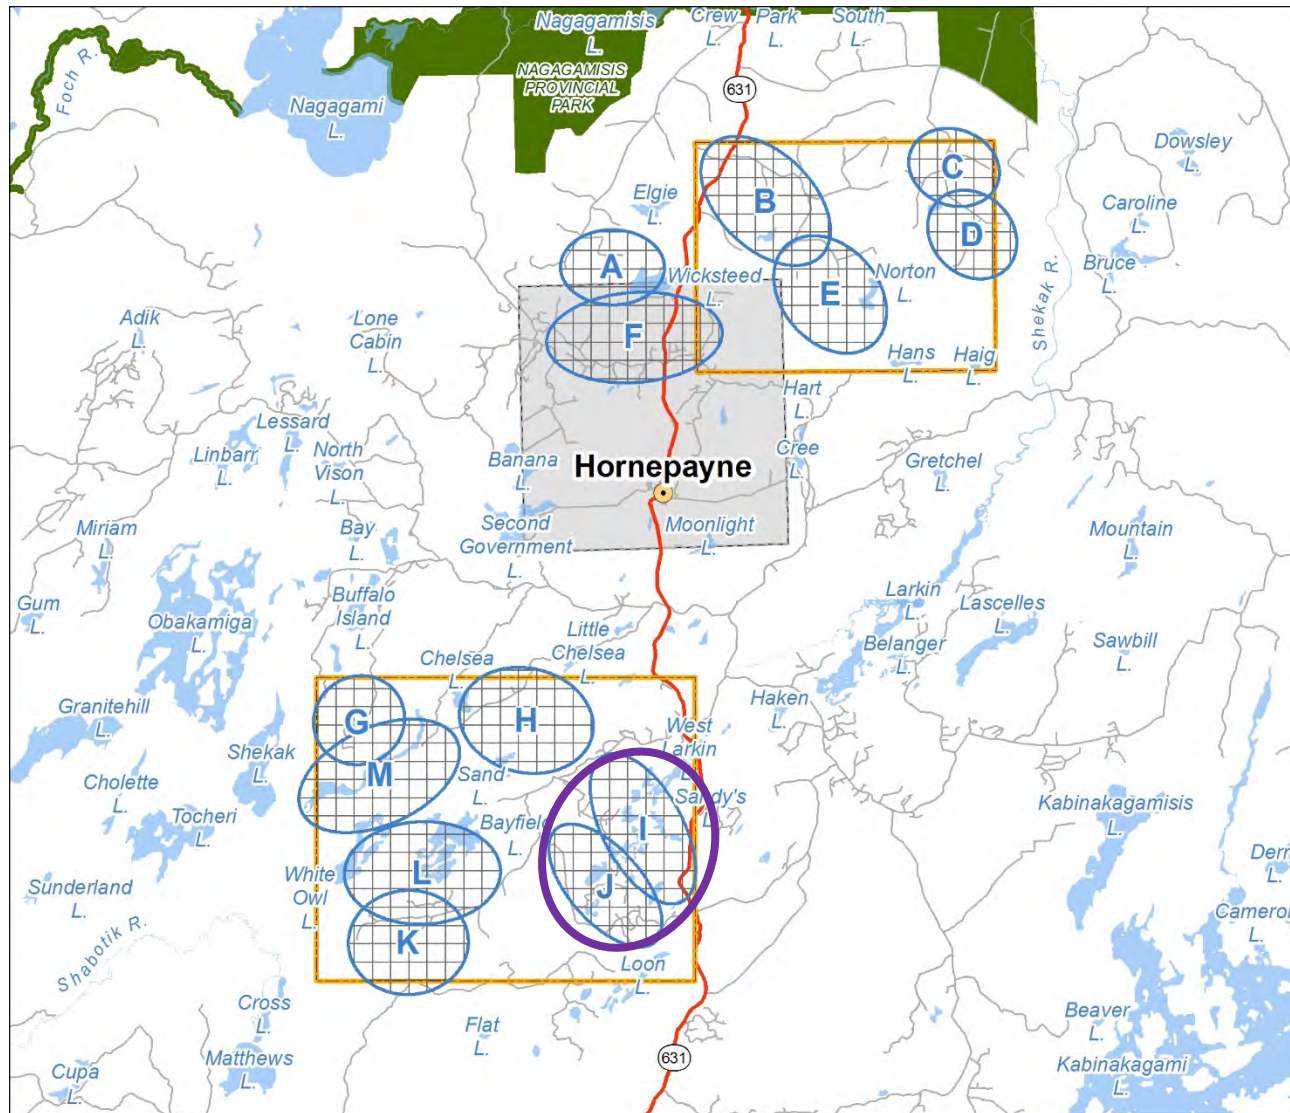 Nagagamisis
L.
Crew
L.
Park
L.
South
L.
Foch R.
NAGAGAMISIS
PROVINCIAL
PARK
631
Nagagami
L.
Dowsley
L.
B
C
Elgie
L.
Caroline
L.
D
A
Wicksteed
L.
E
Norton
L.
Bruce
L.
Shekak R.
Adik
L.
Lone
Cabin
L.
F
Hans
L.
Haig
L.
Hart
L.
Lessard
L.
Linbarr
L.
North
Vison
L.
Banana
L.
Hornepayne
Cree
L.
Gretchel
L.
Miriam
L.
Bay
L.
Second
Government
L.
Moonlight
L.
Mountain
L.
Gum
L.
Obakamiga
L.
Buffalo
Island
L.
Little
Chelsea
L.
Larkin
L.
Lascelles
L.
Belanger
L.
Sawbill
L.
Chelsea
L.
Granitehill
L.
G
H
Haken
L.
West
Larkin
L.
Shekak
L.
Cholette
L.
M
Sand
L.
Sandy's
L.
Kabinakagamisis
L.
Tocheri
L.
Bayfield
L.
I
Sunderland
L.
White
Owl
L.
L
J
Dern
L.
Cameron
L.
Shabotik R.
K
Loon
L.
Cross
L.
Flat
L.
Beaver
L.
Matthews
L.
631
Cupa
L.
Kabinakagami
L.